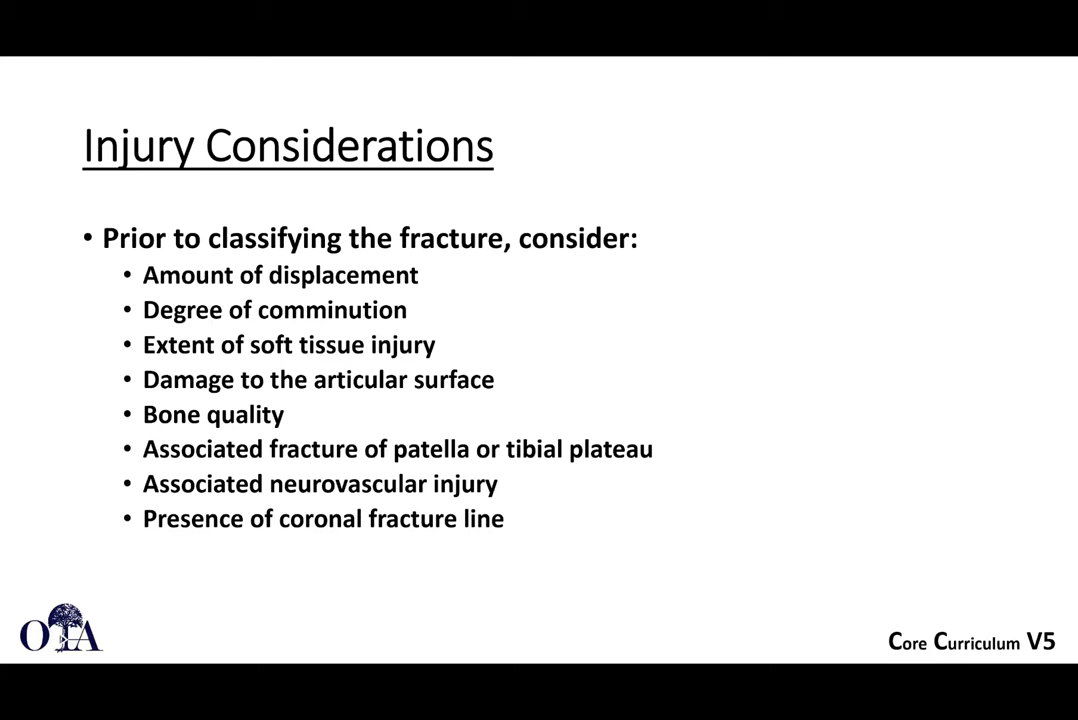 Injury Considerations
• Prior to classifying the fracture, consider:
• Amount of displacement
• Degree of comminution
• Extent of soft tissue injury
• Damage to the articular surface
• Bone quality
• Associated fracture of patella or tibial plateau
• Associated neurovascular injury
• Presence of coronal fracture line
OTA
Core Curriculum V5